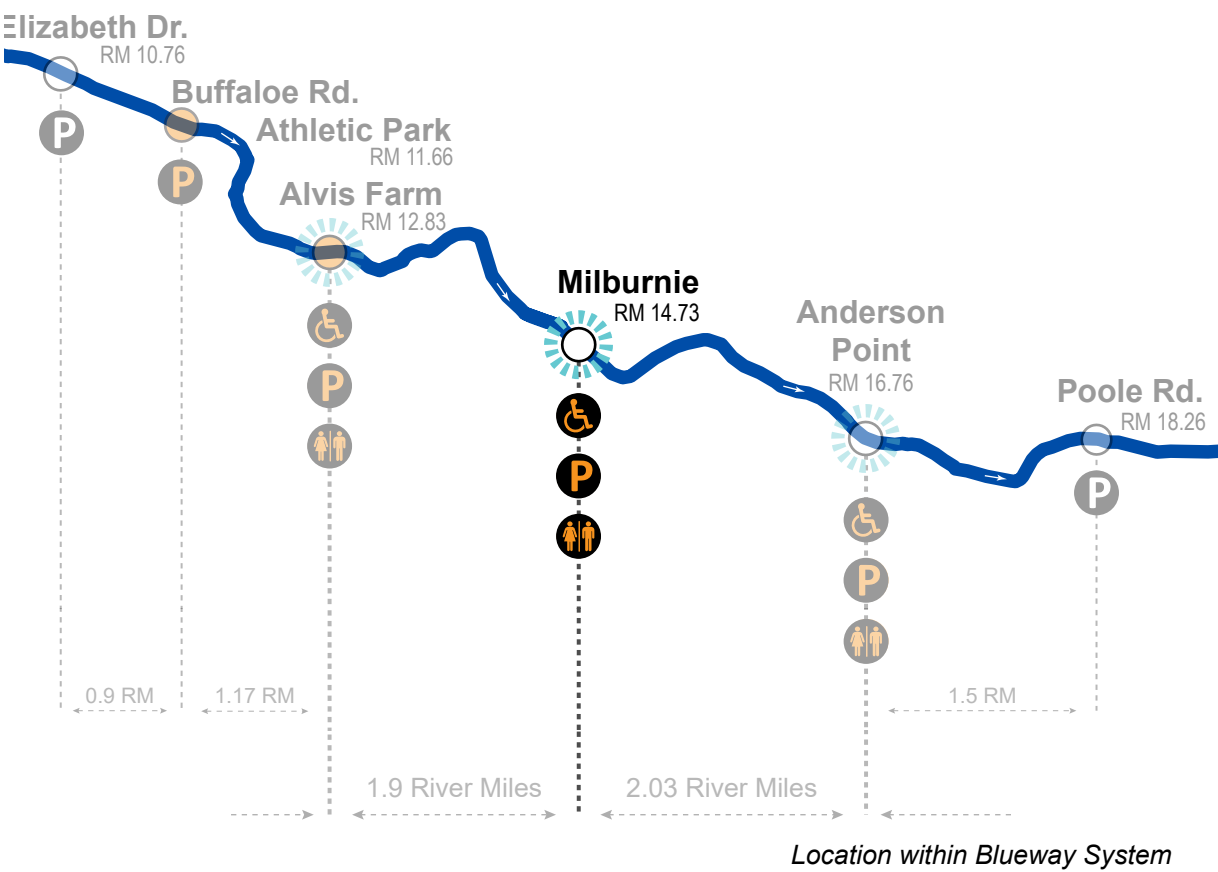 Elizabeth Dr.
RM 10.76
Buffaloe Rd.
Athletic Park
RM 11.66
Alvis Farm
RM 12.83
Milburnie
RM 14.73
Anderson
Point
RM 16.76
Poole Rd.
RM 18.26
P
P
P
P
P
P
0.9 RM
1.17 RM
1.5 RM
1.9 River Miles
2.03 River Miles
Location within Blueway System